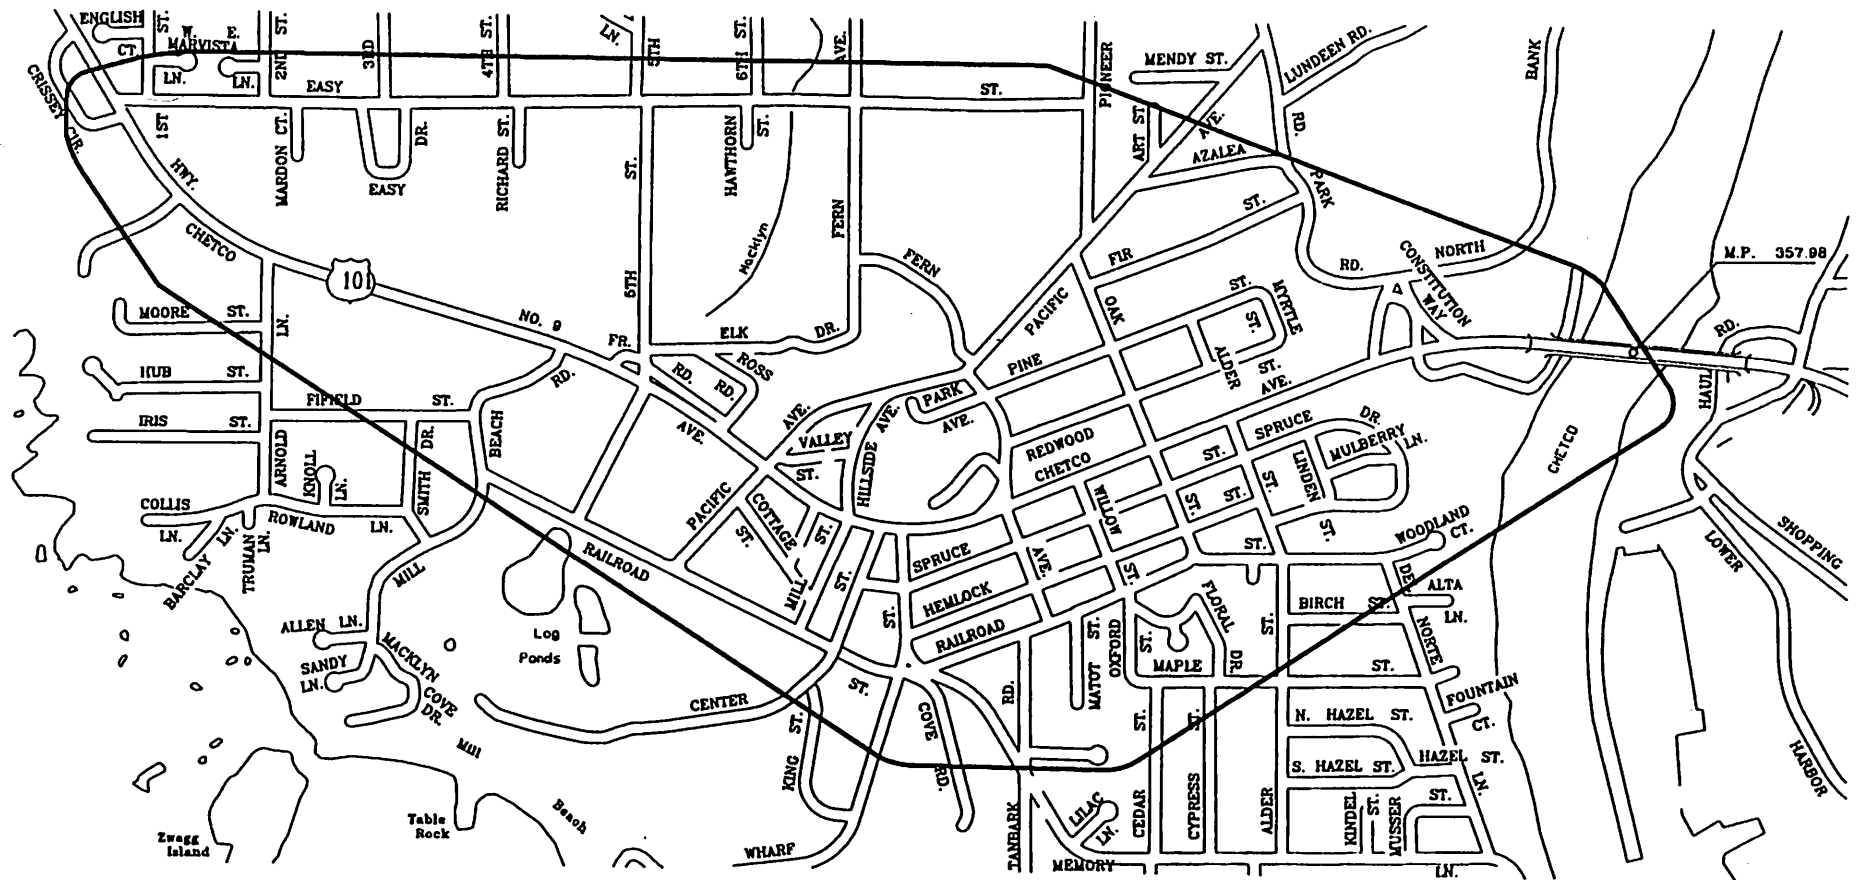 ENGLISH
CT.
ST.
W. MARVISTA E.
LN.
LN.
2ND ST.
3RD
4TH ST.
LN.
5TH
6TH ST.
AVE.
PIONEER
MENDY ST.
LUNDEEN RD.
BANK
CRISSEY
CIR.
1ST
EASY
ST.
HWY.
MARDON CT.
DR.
EASY
RICHARD ST.
ST.
HAWTHORN
ST.
Macklyn
FERN
FERN
ART ST.
AVE.
AZALEA
RD.
PARK
ST.
FIR
RD.
NORTH
CONSTITUTION
WAY
M.P. 357.98
CHETCO
101
NO. 9
FR.
5TH
ELK
DR.
PACIFIC
OAK
ST.
MYRTLE
ST.
ALDER
ST.
AVE.
PINE
RD.
HAUL
MOORE ST.
LN.
HUB ST.
IRIS ST.
FIFIELD ST.
RD.
BEACH
ROSS
RD.
RD.
AVE.
AVE.
PARK
AVE.
AVE.
VALLEY
ST.
HILLSIDE
REDWOOD
CHETCO
ST.
SPRUCE
DR.
MULBERRY
LN.
LINDEN
ST.
ST.
ST.
ST.
WILLOW
CHETCO
ARNOLD
KNOLL
LN.
SMITH DR.
COLLIS
LN.
BARCLAY
LN.
TRUMAN
LN.
ROWLAND
LN.
MILL
PACIFIC
ST.
COTTAGE
ST.
MILL
ST.
RAILROAD
SPRUCE
AVE.
HEMLOCK
ST.
ST.
RAILROAD
ST.
WOODLAND
CT.
LOWER
SHOPPING
ALLEN LN.
SANDY
LN.
MACKLYN
COVE
DR.
Log
Ponds
CENTER
ST.
KING
ST.
COVE
RD.
RD.
MATOT
ST.
OXFORD
ST.
MAPLE
FLORAL
DR.
ST.
BIRCH ST.
DEL
NORTE
ALTA
LN.
ST.
FOUNTAIN
CT.
N. HAZEL ST.
HAZEL ST.
S. HAZEL ST.
LN.
ST.
ST.
Mill
Beach
Table
Rock
Zwagg
Island
WHARF
TANBARK
LILAC
LN.
MEMORY
CEDAR
CYPRESS
ALDER
KINDEL
ST.
MUSSER
ST.
LN.
HARBOR